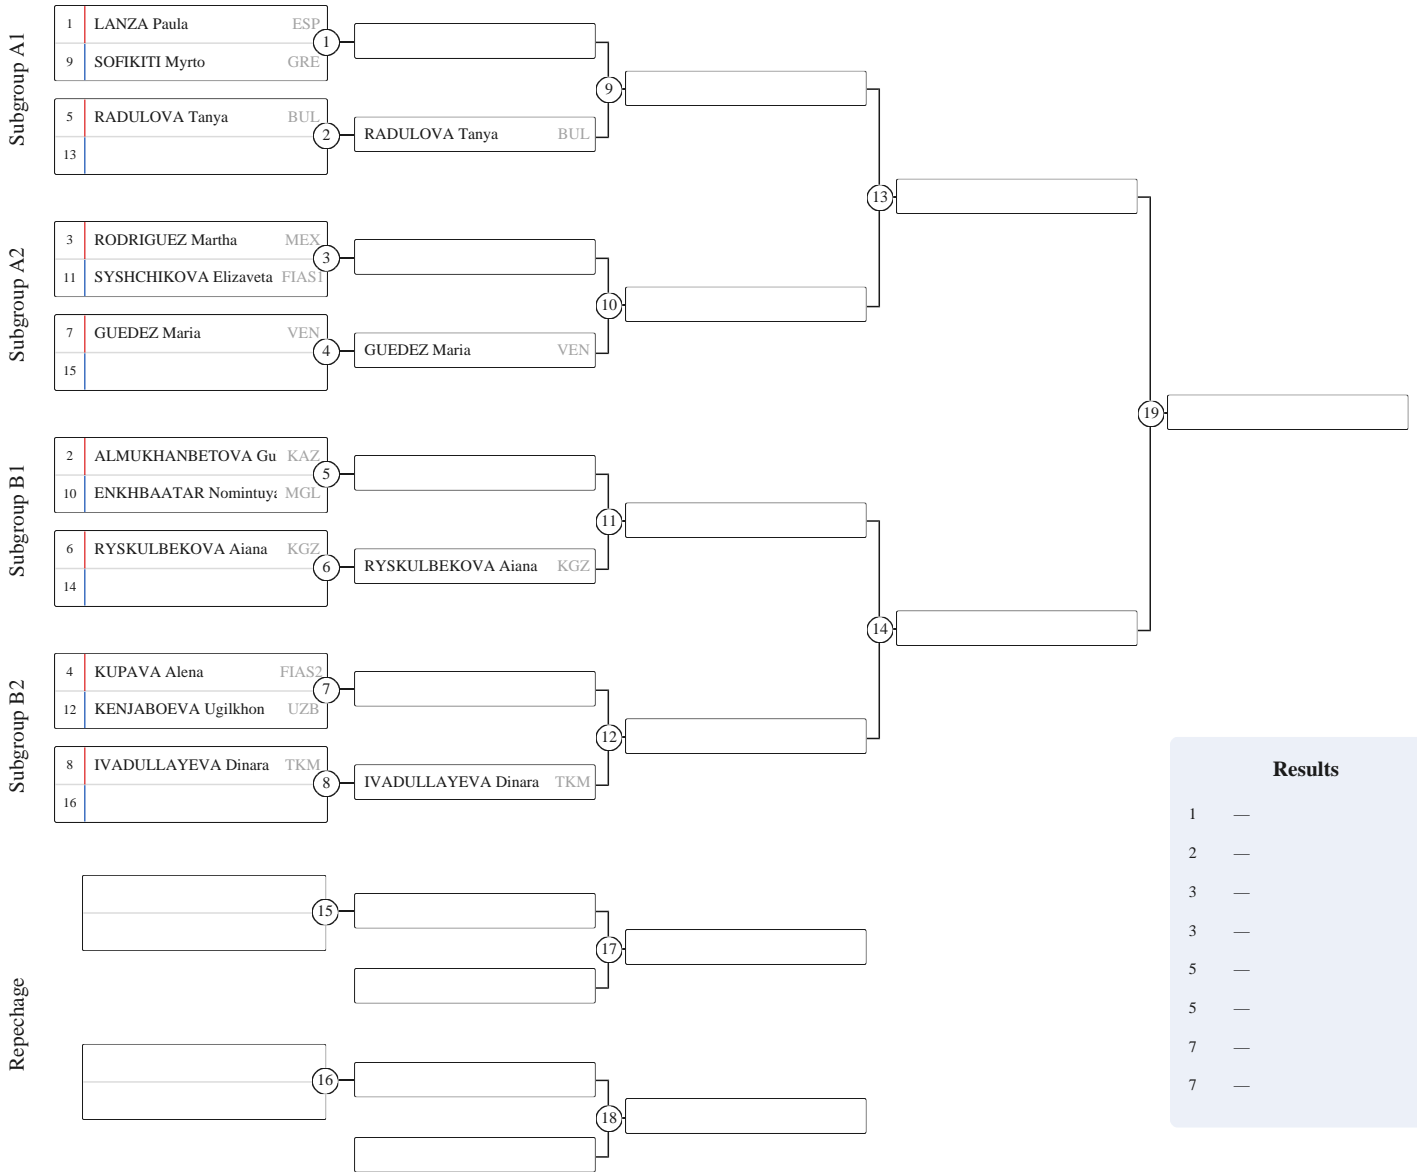 Subgroup A1
1 LANZA Paula ESP
9 SOFIKITI Myrto GRE
1
5 RADULOVA Tanya BUL
13
2
RADULOVA Tanya BUL
9
Subgroup A2
3 RODRIGUEZ Martha MEX
11 SYSHCHIKOVA Elizaveta FIAS1
3
7 GUEDEZ Maria VEN
15
4
GUEDEZ Maria VEN
10
13
Subgroup B1
2 ALMUKHANBETOVA Gu KAZ
10 ENKHBAATAR Nomintuya MGL
5
6 RYSKULBEKOVA Aiana KGZ
14
6
RYSKULBEKOVA Aiana KGZ
11
Subgroup B2
4 KUPAVA Alena FIAS2
12 KENJABOEVA Ugilkhon UZB
7
8 IVADULLAYEVA Dinara TKM
16
8
IVADULLAYEVA Dinara TKM
12
14
19
Repechage
15
17
16
18
Results
1 —
2 —
3 —
3 —
5 —
5 —
7 —
7 —